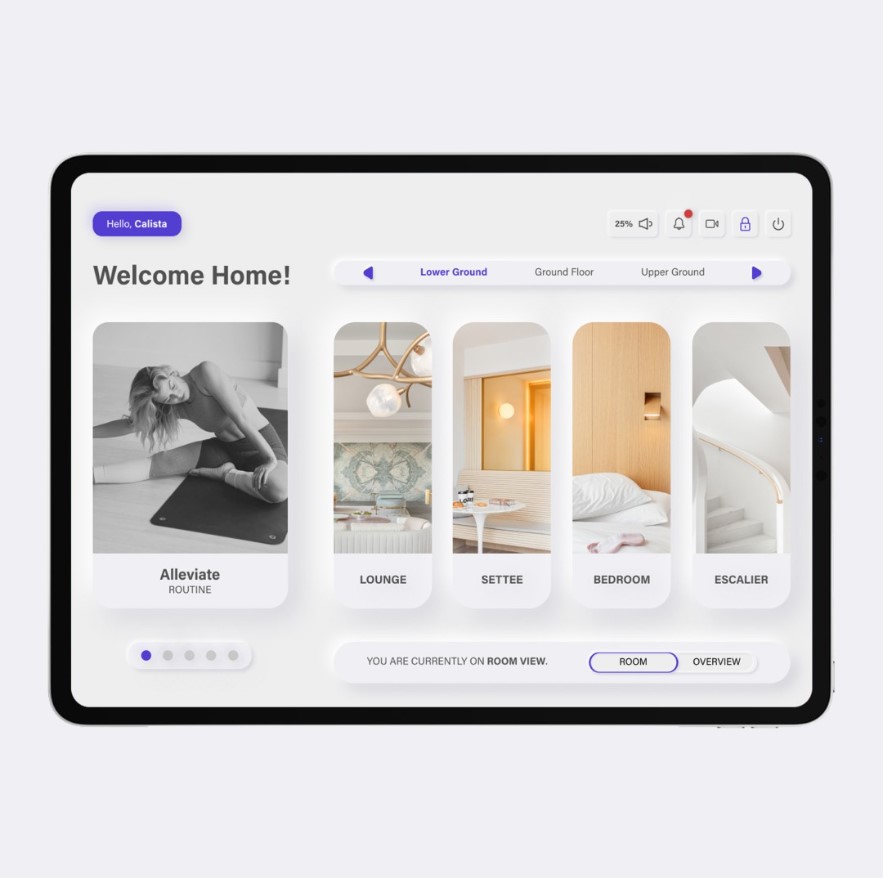 Hello, Calista
25%
Welcome Home!
Lower Ground
Ground Floor
Upper Ground
Alleviate
ROUTINE
LOUNGE
SETTEE
BEDROOM
ESCALIER
YOU ARE CURRENTLY ON ROOM VIEW.
ROOM
OVERVIEW